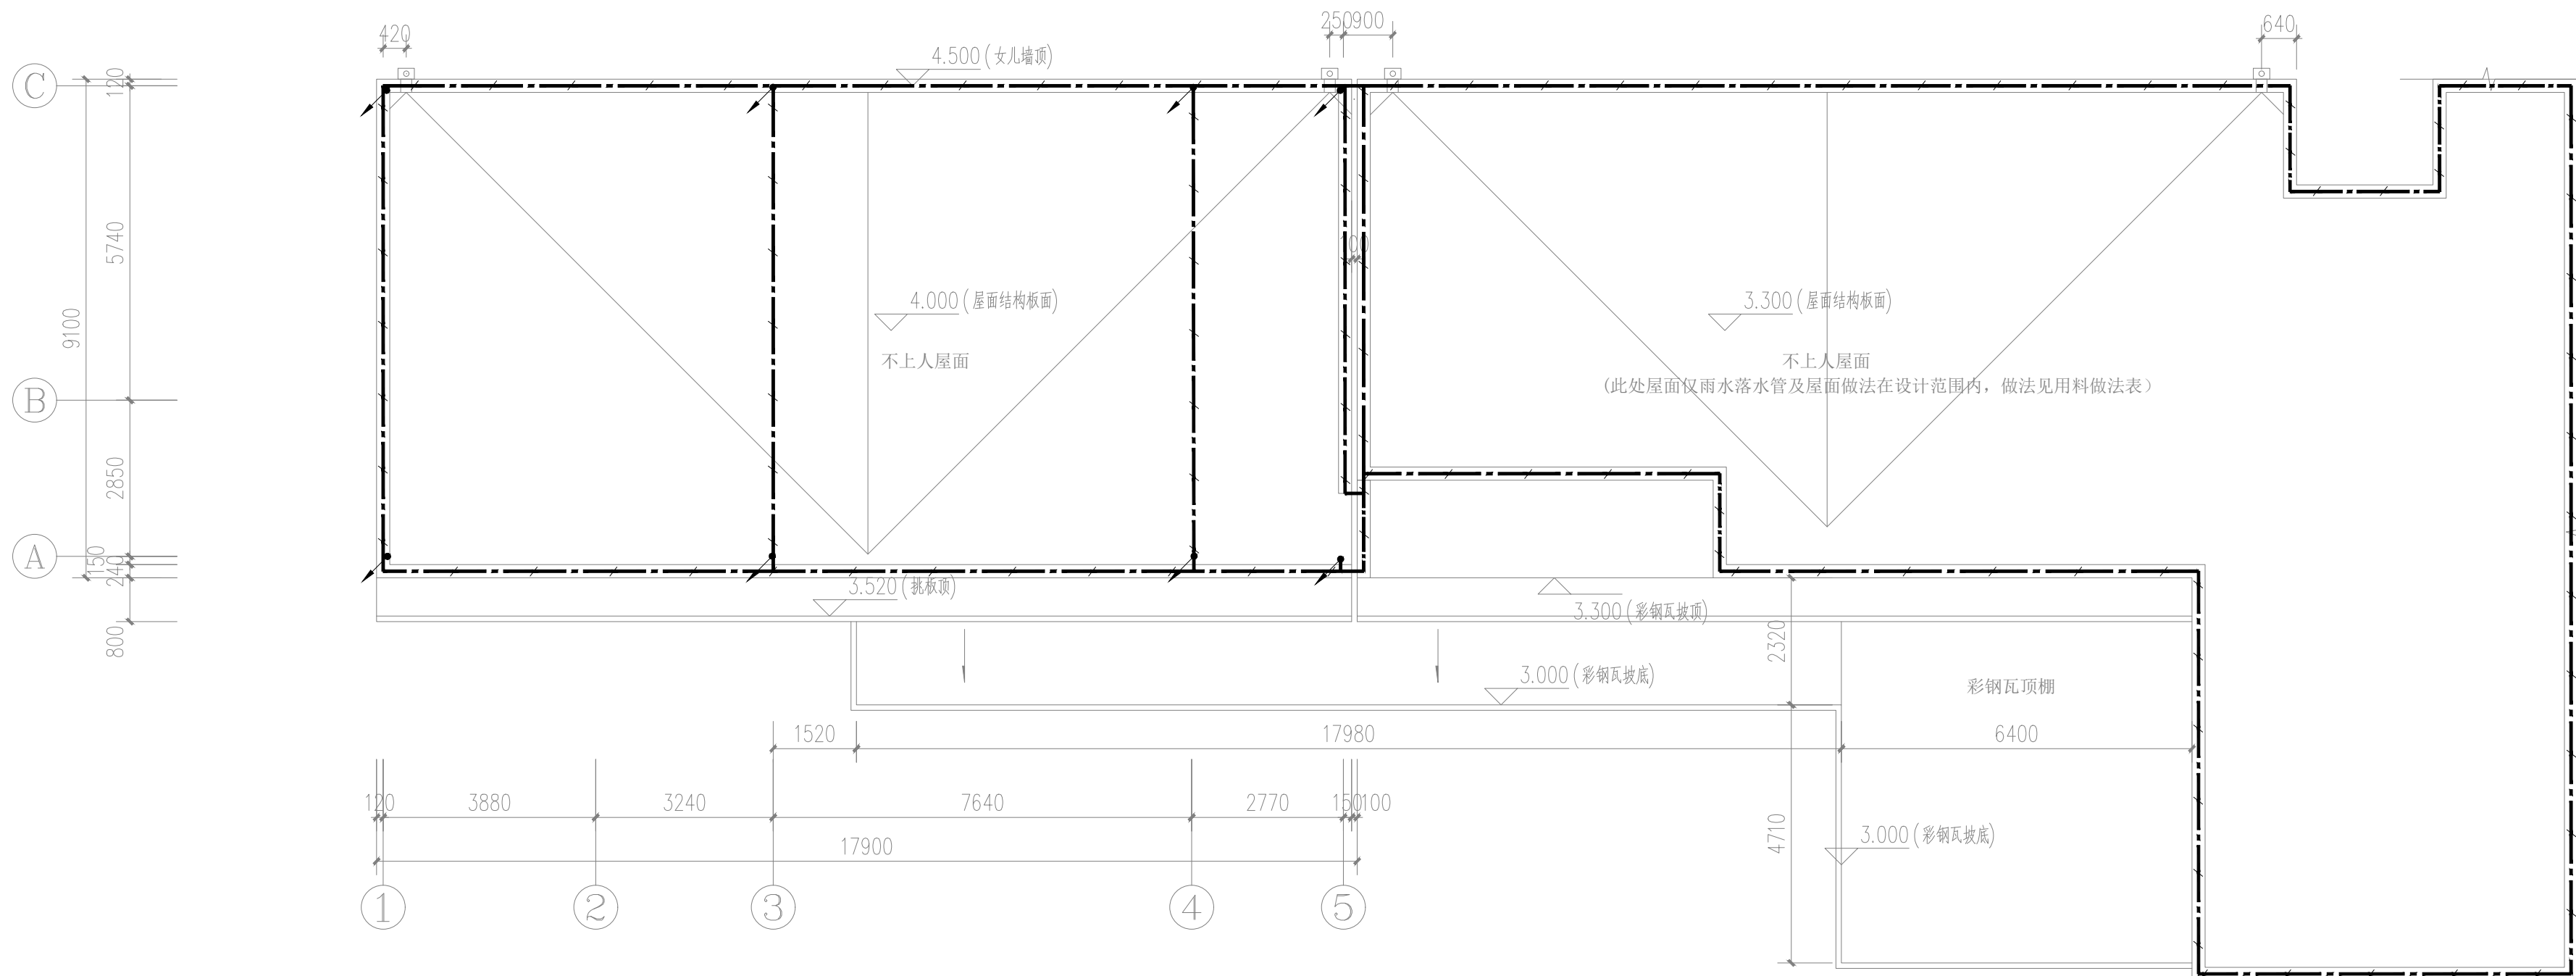 420
250
900
640
4.500(女儿墙顶)
C
120
5740
9100
100
4.000(屋面结构板面)
3.300(屋面结构板面)
不上人屋面
不上人屋面
(此处屋面仅雨水落水管及屋面做法在设计范围内，做法见用料做法表)
B
2850
A
150
240
800
3.520(挑板顶)
3.300(彩钢瓦坡顶)
2320
3.000(彩钢瓦坡底)
彩钢瓦顶棚
1520
17980
6400
120
3880
3240
7640
2770
150
100
17900
4710
3.000(彩钢瓦坡底)
1
2
3
4
5